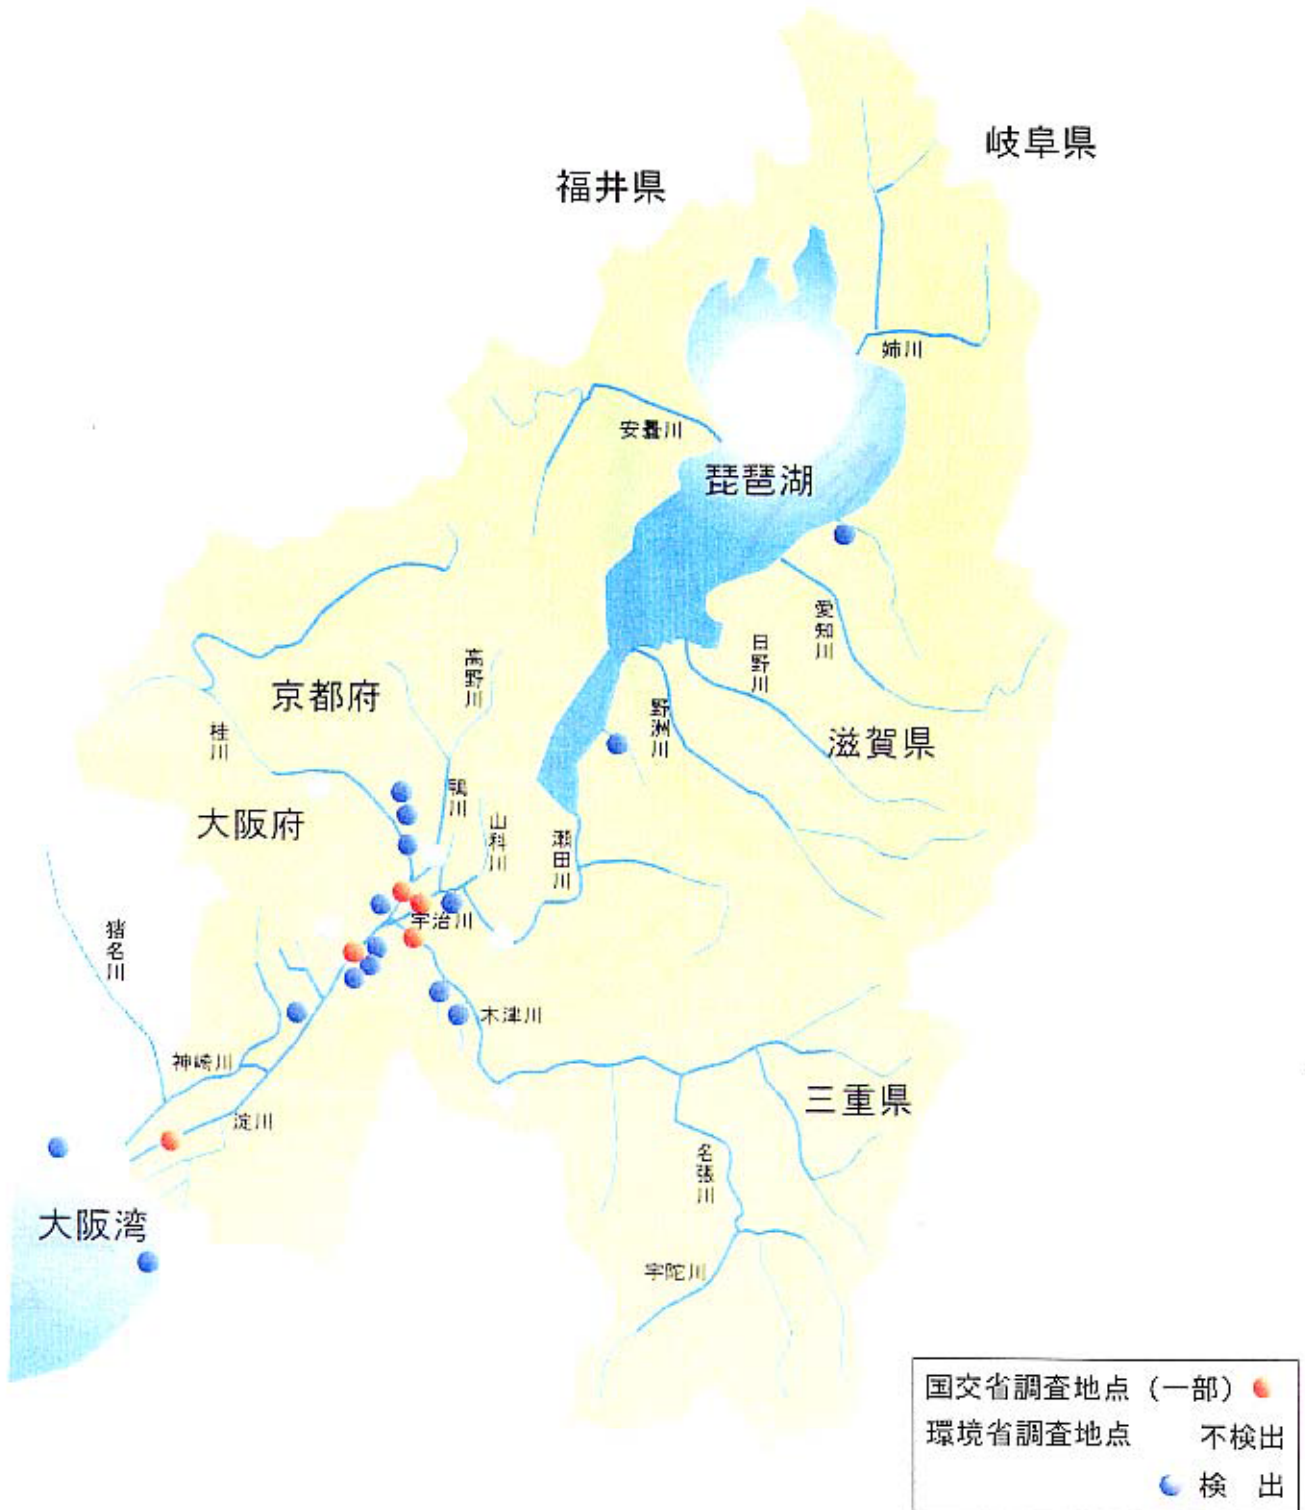 岐阜県
福井県
姉川
安曇川
琵琶湖
愛知川
日野川
高野川
京都府
野洲川
桂川
滋賀県
鴨川
大阪府
山科川
瀬田川
宇治川
猪名川
木津川
神崎川
三重県
淀川
名張川
大阪湾
宇陀川
国交省調査地点（一部）
環境省調査地点 不検出
検 出